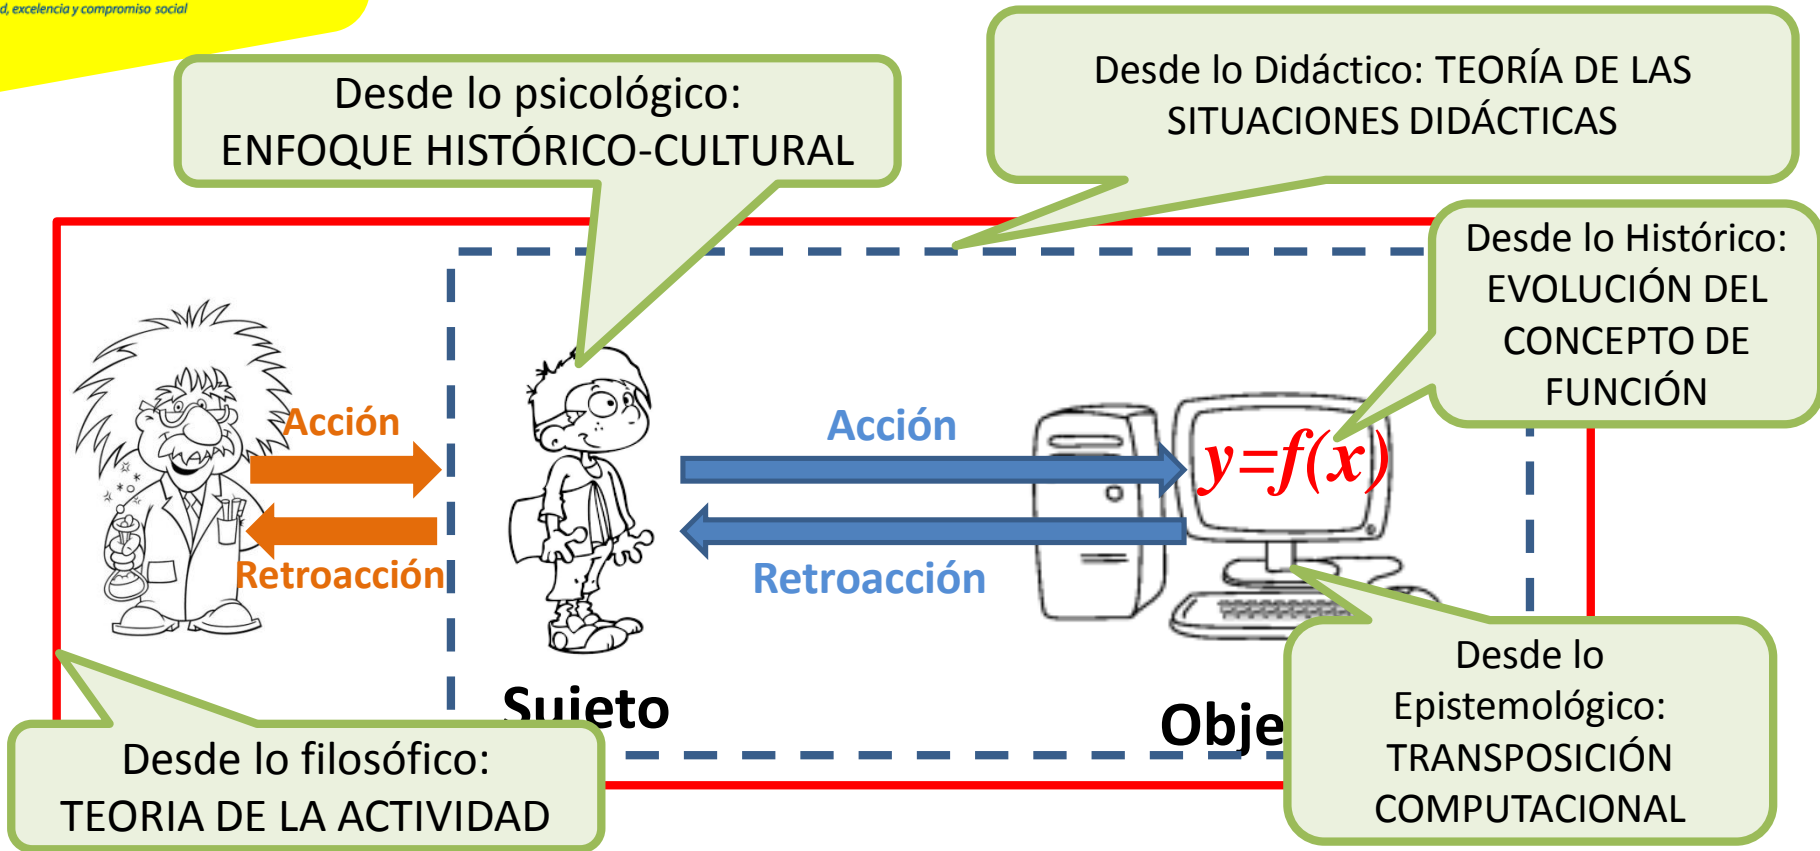 d, excelencia y compromiso social
Desde lo psicológico:
ENFOQUE HISTÓRICO-CULTURAL
Desde lo Didáctico: TEORÍA DE LAS
SITUACIONES DIDÁCTICAS
Desde lo Histórico:
EVOLUCIÓN DEL
CONCEPTO DE
FUNCIÓN
Acción
Retroacción
Acción
Retroacción
y=f(x)
Sujeto
Obje
Desde lo filosófico:
TEORIA DE LA ACTIVIDAD
Desde lo
Epistemológico:
TRANSPOSICIÓN
COMPUTACIONAL